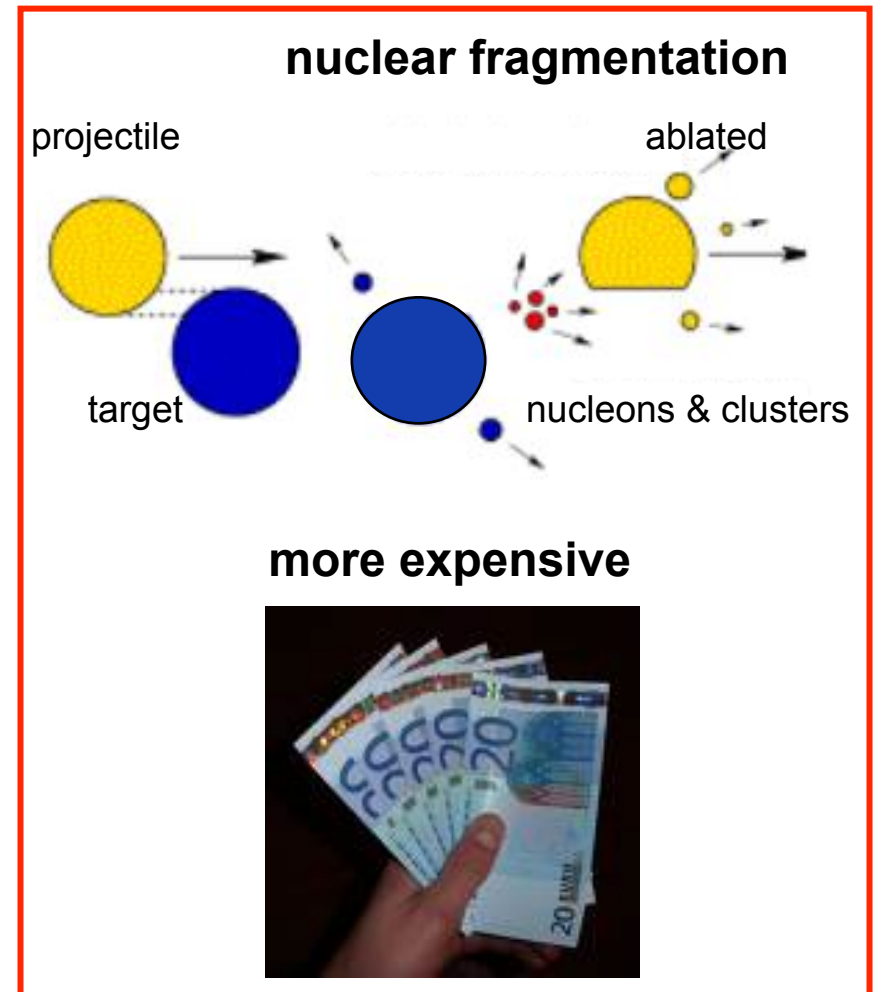 nuclear fragmentation
projectile
ablated
target
nucleons & clusters
more expensive
20
20 EURO